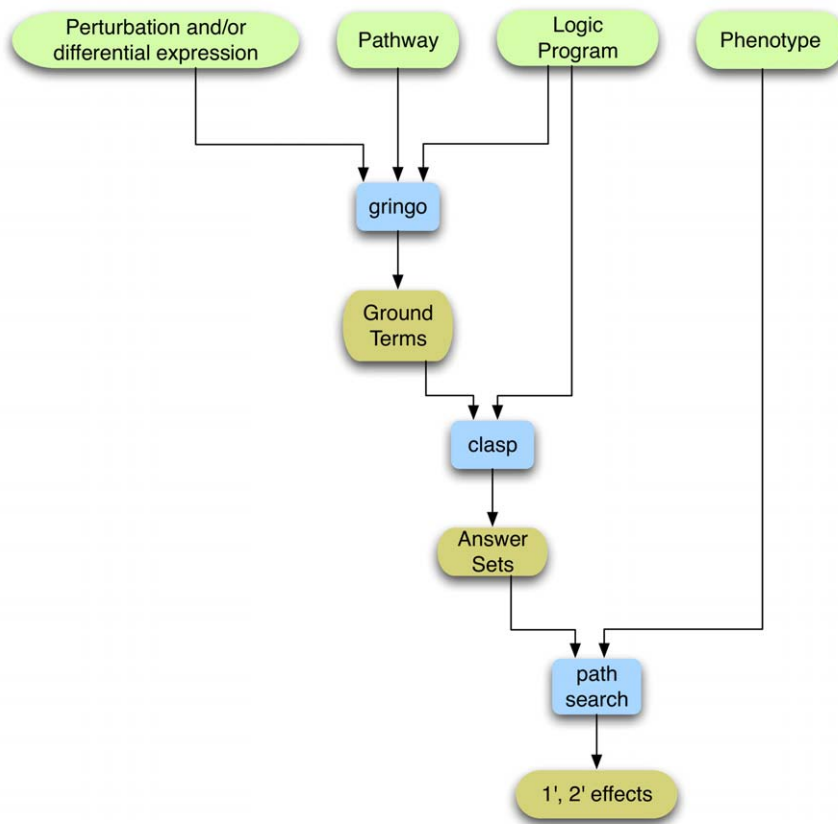 Perturbation and/or
differential expression
Pathway
Logic
Program
Phenotype
gringo
Ground
Terms
clasp
Answer
Sets
path
search
1', 2' effects